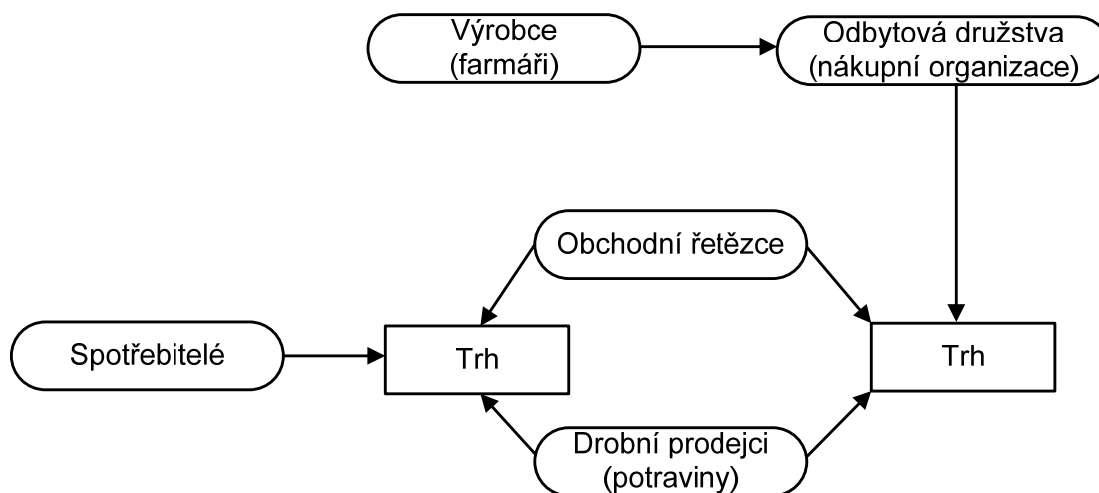 Výrobce
(farmáři)
Odbytová družstva
(nákupní organizace)
Obchodní řetězce
Spotřebitelé
Trh
Trh
Drobní prodejci
(potraviny)